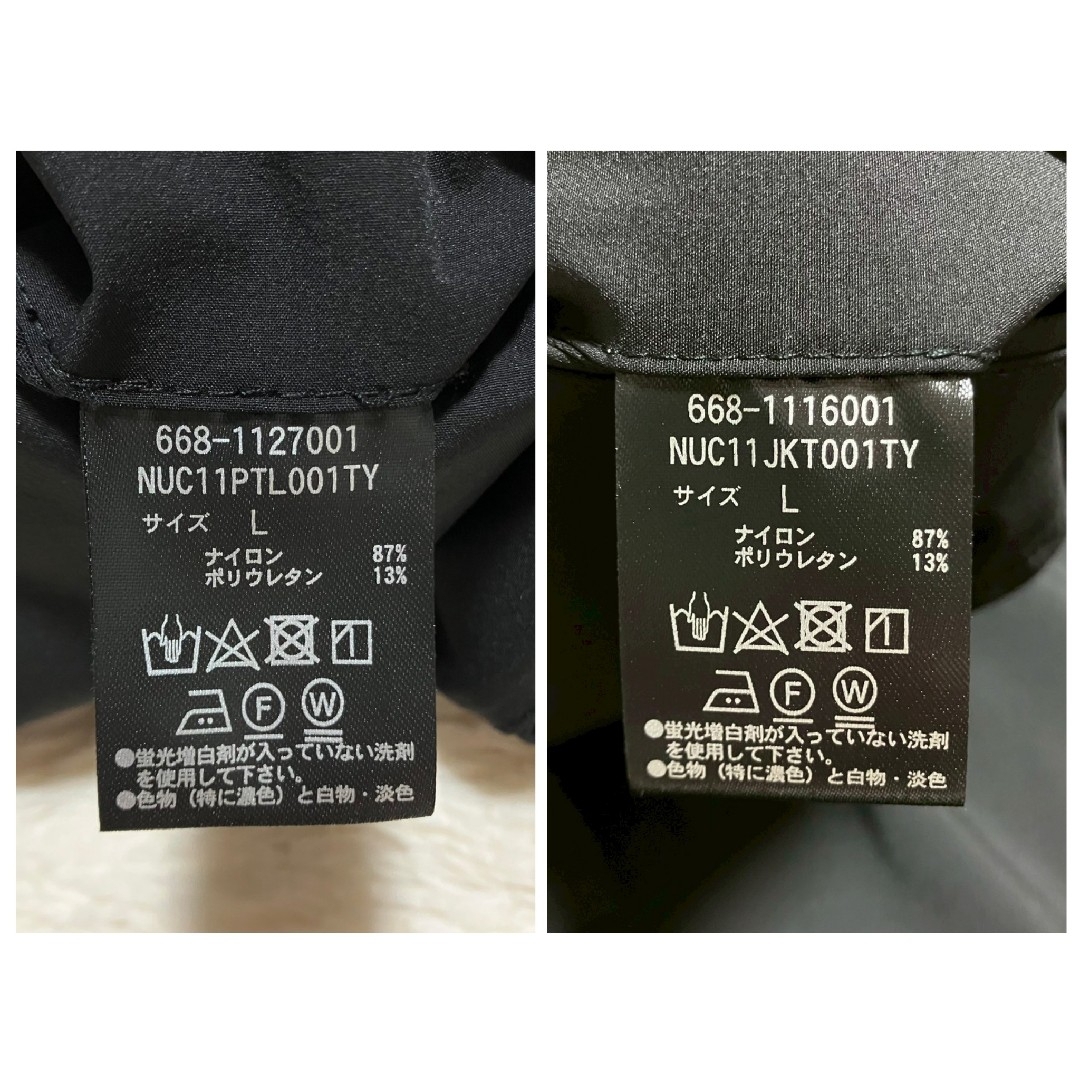 668-1127001
NUC11PTL001TY
サイズ L
ナイロン 87%
ポリウレタン 13%
F W
●蛍光増白剤が入っていない洗剤
を使用して下さい。
●色物（特に濃色）と白物・淡色
668-1116001
NUC11JKT001TY
サイズ L
ナイロン 87%
ポリウレタン 13%
F W
●蛍光増白剤が入っていない洗剤
を使用して下さい。
●色物（特に濃色）と白物・淡色